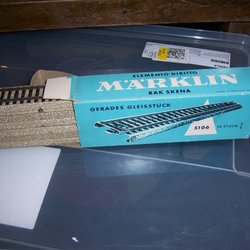 ELEMENTO DIRITTO
MÄRKLIN
RAK SKENA
GERADES GLEISSTÜCK
5106